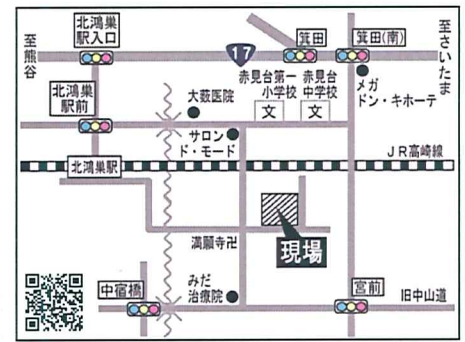 北鴻巣
駅入口
至熊谷
17
箕田
箕田(南)
至さいたま
北鴻巣
駅前
大薮医院
赤見台第一
小学校
文
赤見台
中学校
文
メガ
ドン・キホーテ
サロン
ド・モード
JR高崎線
北鴻巣駅
満願寺卍
現場
中宿橋
みだ
治療院
宮前
旧中山道